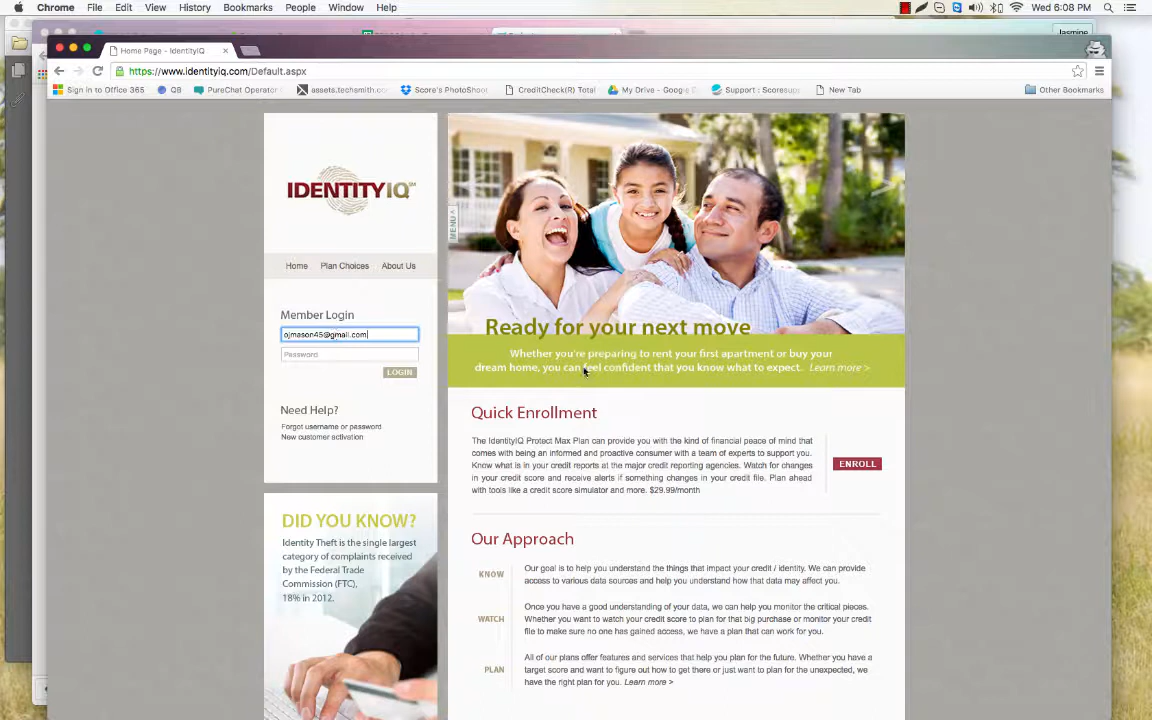 Chrome File Edit View History Bookmarks People Window Help Wed 6:08 PM
Jasmine
Home Page - IdentityIQ
https://www.identityiq.com/Default.aspx
Sign in to Office 365 QB PureChat Operator assets.techsmith.com Score's PhotoShoot CreditCheck(R) Total My Drive - Google Support : Scoresup New Tab Other Bookmarks
IDENTITYIQ SM
MENU
Home Plan Choices About Us
Member Login
ojmason45@gmail.com
Password
LOGIN
Need Help?
Forgot username or password
New customer activation
DID YOU KNOW?
Identity Theft is the single largest
category of complaints received
by the Federal Trade
Commission (FTC),
18% in 2012.
Ready for your next move
Whether you're preparing to rent your first apartment or buy your
dream home, you can feel confident that you know what to expect. Learn more >
Quick Enrollment
The IdentityIQ Protect Max Plan can provide you with the kind of financial peace of mind that
comes with being an informed and proactive consumer with a team of experts to support you.
Know what is in your credit reports at the major credit reporting agencies. Watch for changes
in your credit score and receive alerts if something changes in your credit file. Plan ahead
with tools like a credit score simulator and more. $29.99/month
ENROLL
Our Approach
KNOW
Our goal is to help you understand the things that impact your credit / identity. We can provide
access to various data sources and help you understand how that data may affect you.
WATCH
Once you have a good understanding of your data, we can help you monitor the critical pieces.
Whether you want to watch your credit score to plan for that big purchase or monitor your credit
file to make sure no one has gained access, we have a plan that can work for you.
PLAN
All of our plans offer features and services that help you plan for the future. Whether you have a
target score and want to figure out how to get there or just want to plan for the unexpected, we
have the right plan for you. Learn more >